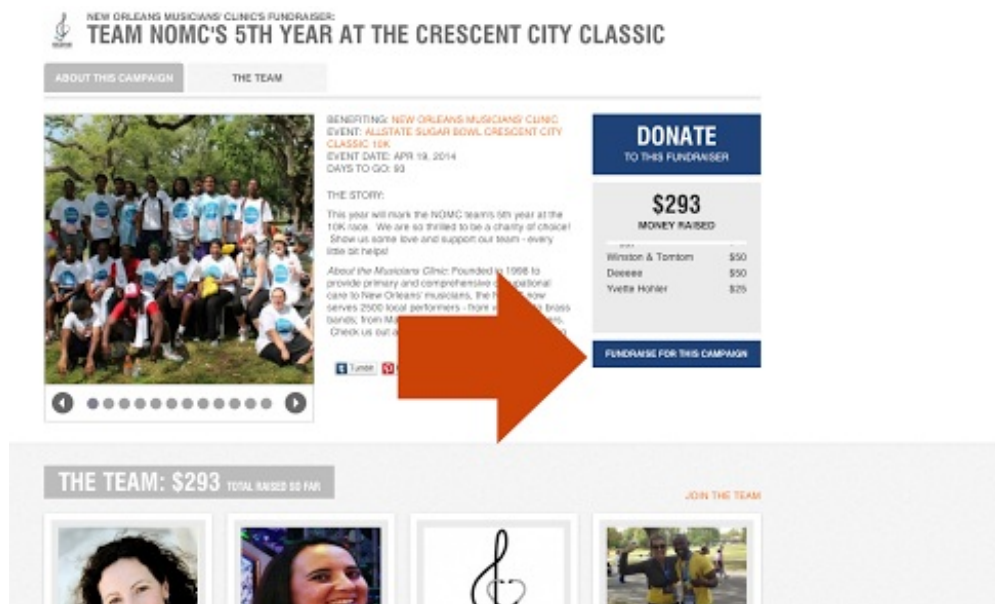 NEW ORLEANS MUSICIANS' CLINIC'S FUNDRAISER:
TEAM NOMC'S 5TH YEAR AT THE CRESCENT CITY CLASSIC
ABOUT THIS CAMPAIGN
THE TEAM
BENEFITING: NEW ORLEANS MUSICIANS' CLINIC
EVENT: ALLSTATE SUGAR BOWL CRESCENT CITY
CLASSIC 10K
EVENT DATE: APR 19, 2014
DAYS TO GO: 93
THE STORY:
This year will mark the NOMC team's 5th year at the
10K race. We are so thrilled to be a charity of choice!
Show us some love and support our team - every
little bit helps!
About the Musicians Clinic: Founded in 1998 to
provide primary and comprehensive
care to New Orleans' musicians, the now
serves 2500 local performers - from brass
bands; from
Check us out
Tumblr
DONATE
TO THIS FUNDRAISER
$293
MONEY RAISED
Winston & Tomtom $50
Deeeee $50
Yvette Hohler $25
FUNDRAISE FOR THIS CAMPAIGN
THE TEAM: $293 TOTAL RAISED SO FAR
JOIN THE TEAM